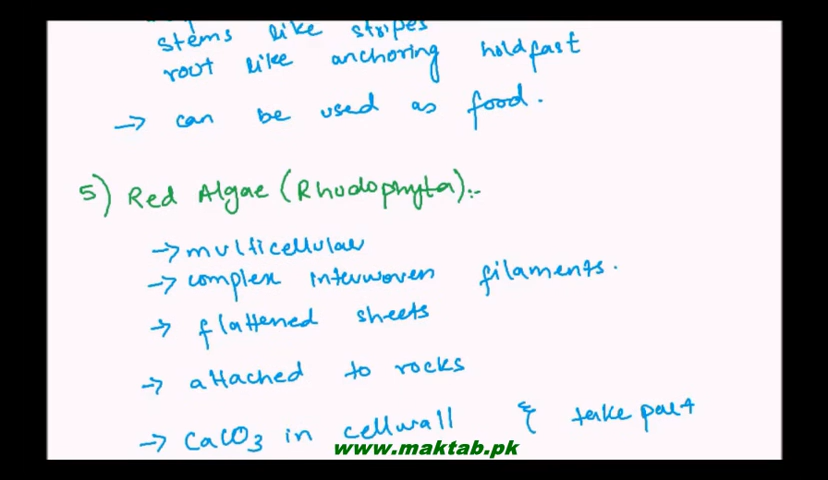 stems like stripes
root like anchoring holdfast
→ can be used as food.
5) Red Algae (Rhodophyta):-
→ multicellular
→ complex interwoven filaments.
→ flattened sheets
→ attached to rocks
→ CaCO3 in cellwall & take part
www.maktab.pk